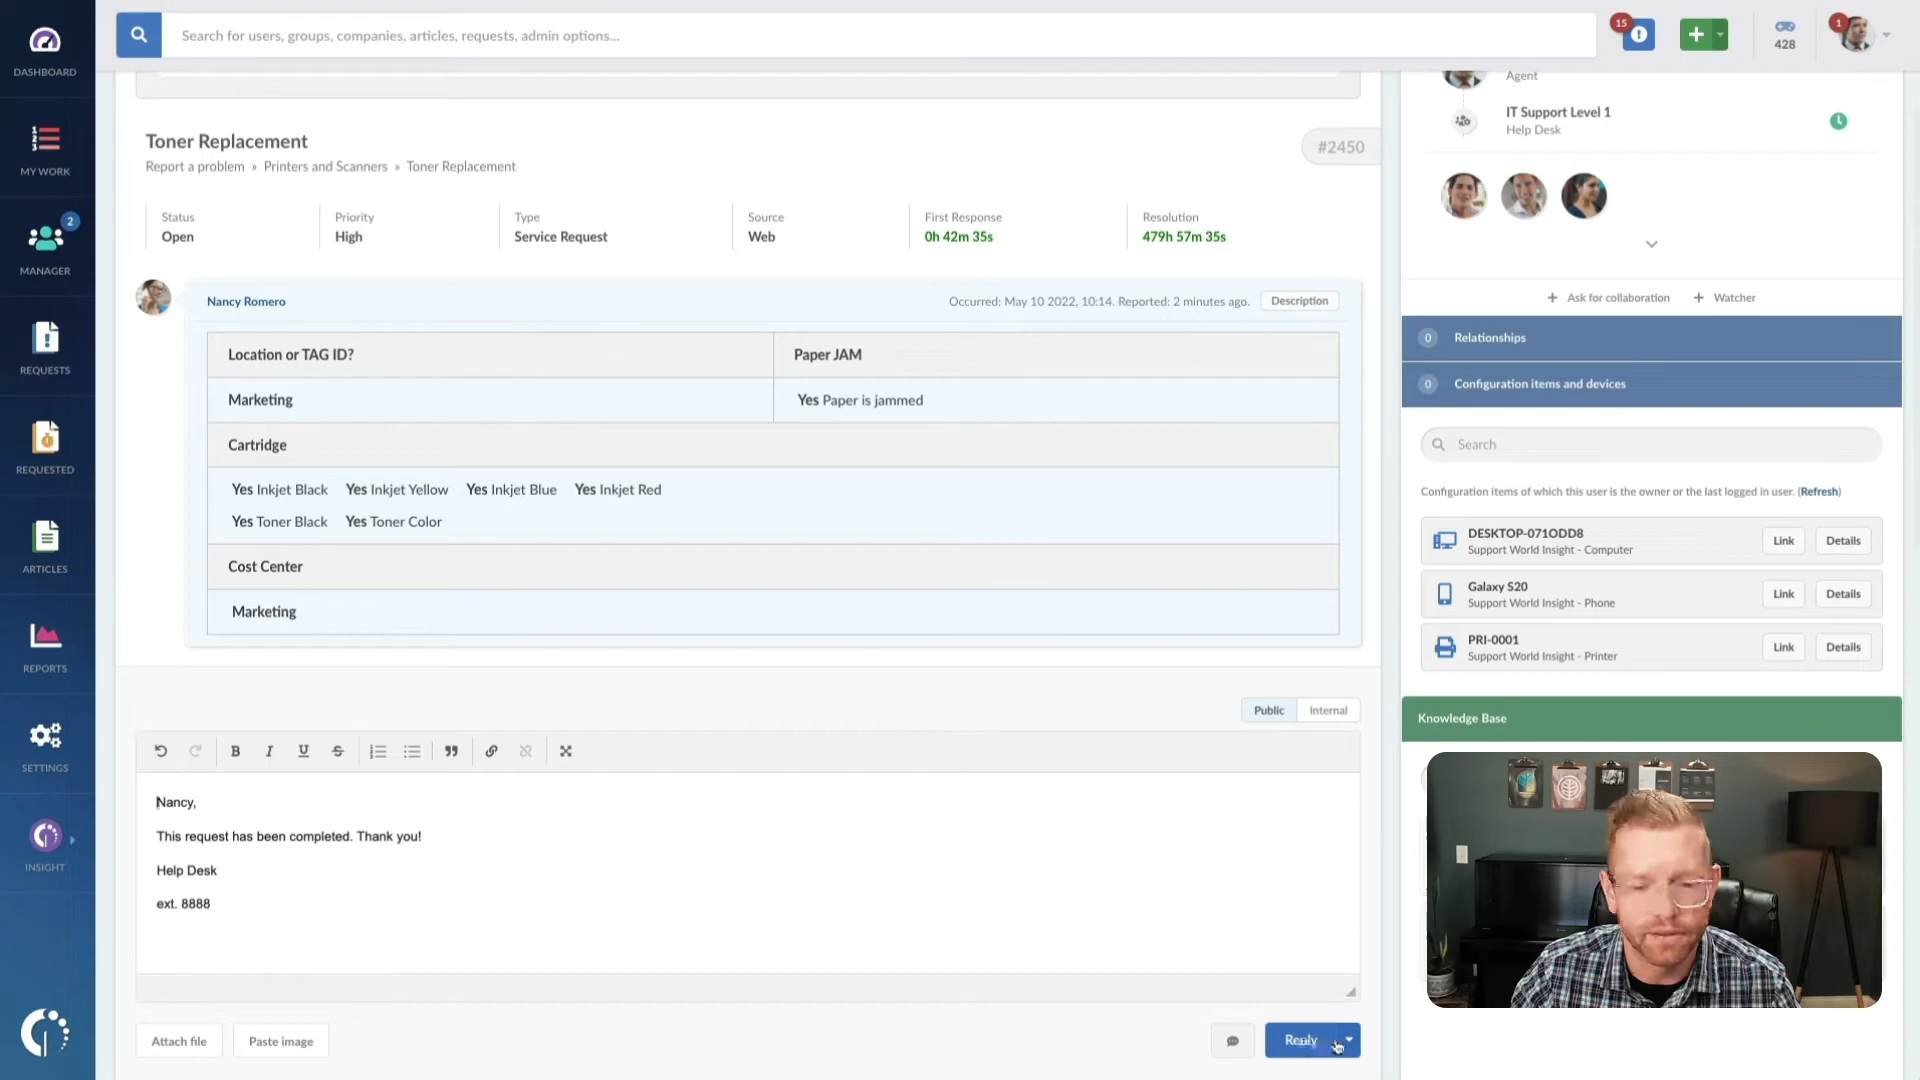 DASHBOARD
MY WORK
2
MANAGER
REQUESTS
REQUESTED
ARTICLES
REPORTS
SETTINGS
INSIGHT
Search for users, groups, companies, articles, requests, admin options...
15
428
1
Toner Replacement
#2450
Report a problem » Printers and Scanners » Toner Replacement
Status
Open
Priority
High
Type
Service Request
Source
Web
First Response
0h 42m 35s
Resolution
479h 57m 35s
Nancy Romero
Occurred: May 10 2022, 10:14. Reported: 2 minutes ago.
Description
Location or TAG ID?
Paper JAM
Marketing
Yes Paper is jammed
Cartridge
Yes Inkjet Black Yes Inkjet Yellow Yes Inkjet Blue Yes Inkjet Red
Yes Toner Black Yes Toner Color
Cost Center
Marketing
Public
Internal
B I U S
Nancy,
This request has been completed. Thank you!
Help Desk
ext. 8888
Attach file
Paste image
Reply
Agent
IT Support Level 1
Help Desk
+ Ask for collaboration + Watcher
0 Relationships
0 Configuration items and devices
Search
Configuration items of which this user is the owner or the last logged in user. (Refresh)
DESKTOP-071ODD8
Support World Insight - Computer
Link
Details
Galaxy S20
Support World Insight - Phone
Link
Details
PRI-0001
Support World Insight - Printer
Link
Details
Knowledge Base